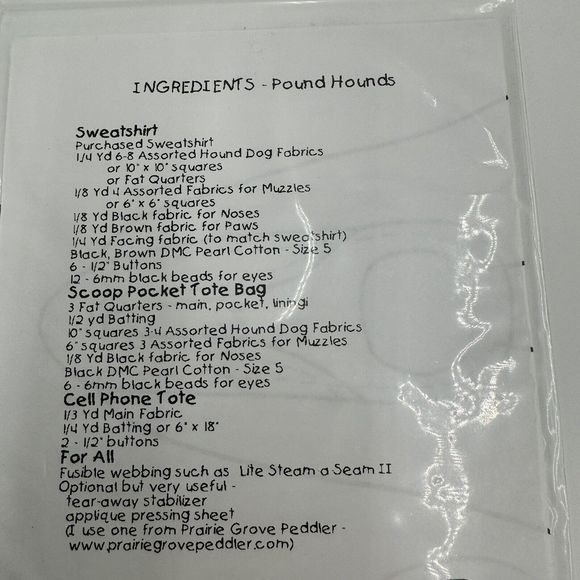 INGREDIENTS - Pound Hounds
Sweatshirt
Purchased Sweatshirt
1/4 Yd 6-8 Assorted Hound Dog Fabrics
or 10" x 10" squares
or Fat Quarters
1/8 Yd 4 Assorted Fabrics for Muzzles
or 6" x 6" squares
1/8 Yd Black fabric for Noses
1/8 Yd Brown fabric for Paws
1/4 Yd Facing fabric (to match sweatshirt)
Black, Brown DMC Pearl Cotton - Size 5
6 - 1/2" Buttons
12 - 6mm black beads for eyes
Scoop Pocket Tote Bag
3 Fat Quarters - main, pocket, liningi
1/2 yd Batting
10" squares 3-4 Assorted Hound Dog Fabrics
6" squares 3 Assorted Fabrics for Muzzles
1/8 Yd Black fabric for Noses
Black DMC Pearl Cotton - Size 5
6 - 6mm black beads for eyes
Cell Phone Tote
1/3 Yd Main Fabric
1/4 Yd Batting or 6" x 18"
2 - 1/2" buttons
For All
Fusible webbing such as Lite Steam a Seam II
Optional but very useful -
tear-away stabilizer
applique pressing sheet
(I use one from Prairie Grove Peddler -
www.prairiegrovepeddler.com)